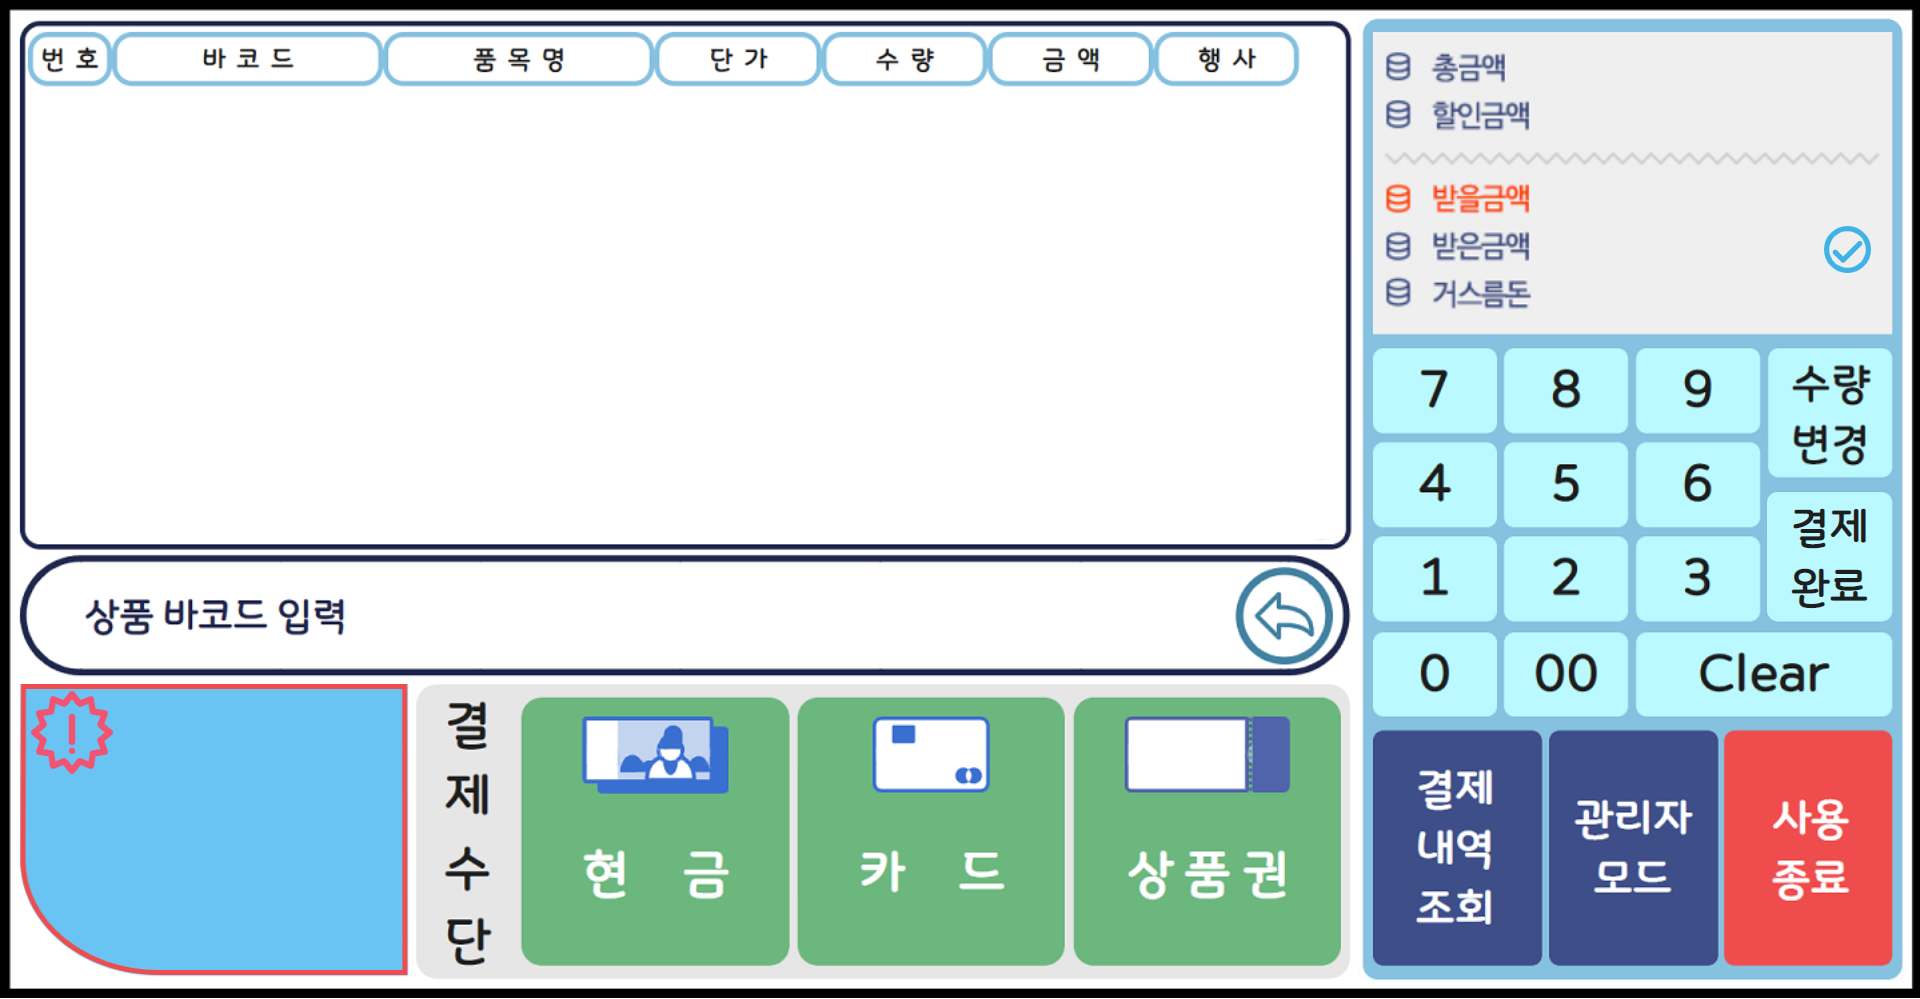 번 호
바 코 드
품 목 명
단 가
수 량
금 액
행 사
상품 바코드 입력
!
결
제
수
단
현 금
카 드
상 품 권
총금액
할인금액
받을금액
받은금액
거스름돈
7
8
9
수량
변경
4
5
6
결제
완료
1
2
3
0
00
Clear
결제
내역
조회
관리자
모드
사용
종료